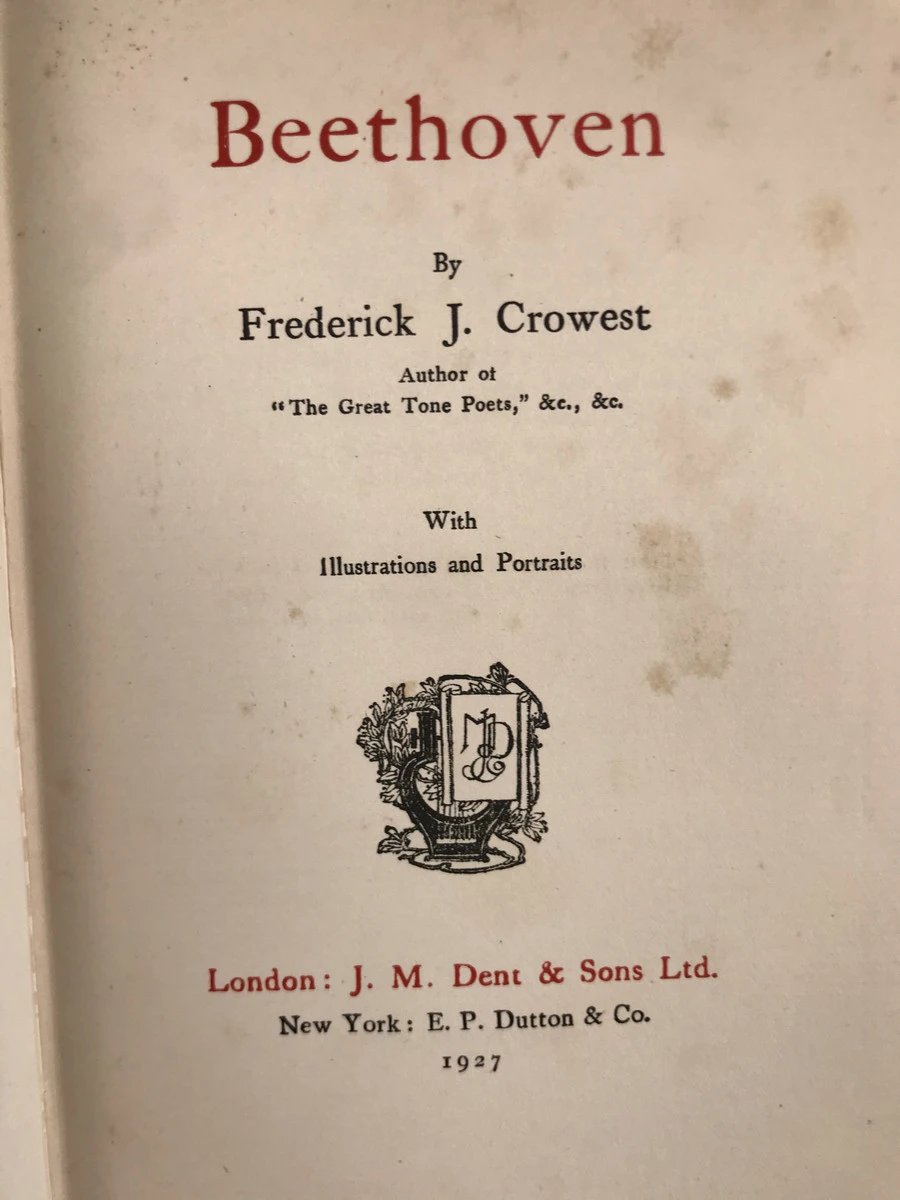 Beethoven
By
Frederick J. Crowest
Author of
"The Great Tone Poets," &c., &c.
With
Illustrations and Portraits
London: J. M. Dent & Sons Ltd.
New York: E. P. Dutton & Co.
1927